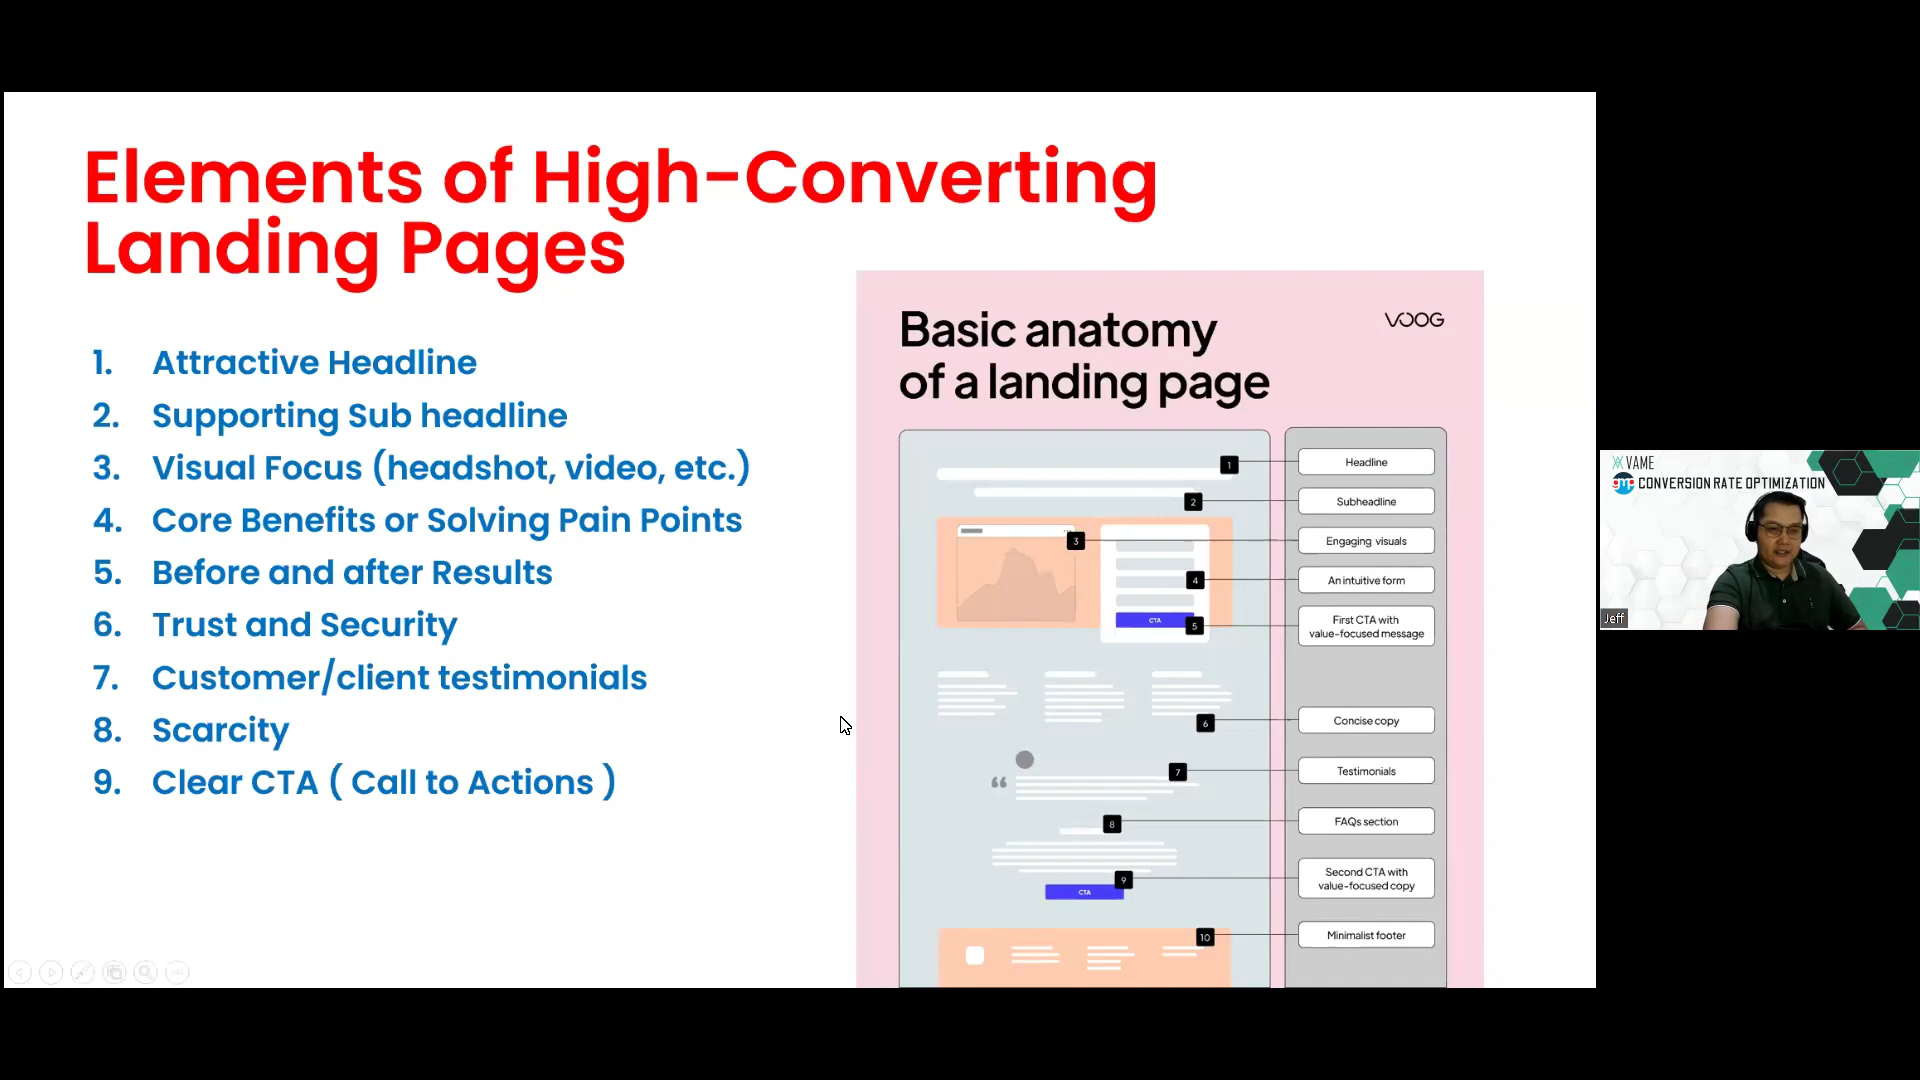 Elements of High-Converting
Landing Pages
1. Attractive Headline
2. Supporting Sub headline
3. Visual Focus (headshot, video, etc.)
4. Core Benefits or Solving Pain Points
5. Before and after Results
6. Trust and Security
7. Customer/client testimonials
8. Scarcity
9. Clear CTA ( Call to Actions )
Basic anatomy
of a landing page
VOOG
1 Headline
2 Subheadline
3 Engaging visuals
4 An intuitive form
CTA
5 First CTA with
value-focused message
6 Concise copy
7 Testimonials
“
8 FAQs section
9 Second CTA with
value-focused copy
CTA
10 Minimalist footer
VAME
gmp CONVERSION RATE OPTIMIZATION
Jeff